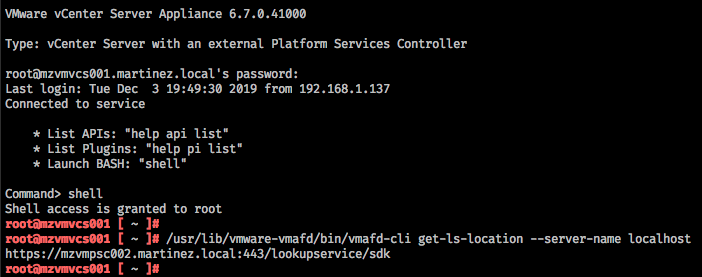 VMware vCenter Server Appliance 6.7.0.41000
Type: vCenter Server with an external Platform Services Controller
root@mzvmvcs001.martinez.local's password:
Last login: Tue Dec  3 19:49:30 2019 from 192.168.1.137
Connected to service
    * List APIs: "help api list"
    * List Plugins: "help pi list"
    * Launch BASH: "shell"
Command> shell
Shell access is granted to root
root@mzvmvcs001 [ ~ ]#
root@mzvmvcs001 [ ~ ]# /usr/lib/vmware-vmafd/bin/vmafd-cli get-ls-location --server-name localhost
https://mzvmpsc002.martinez.local:443/lookupservice/sdk
root@mzvmvcs001 [ ~ ]#